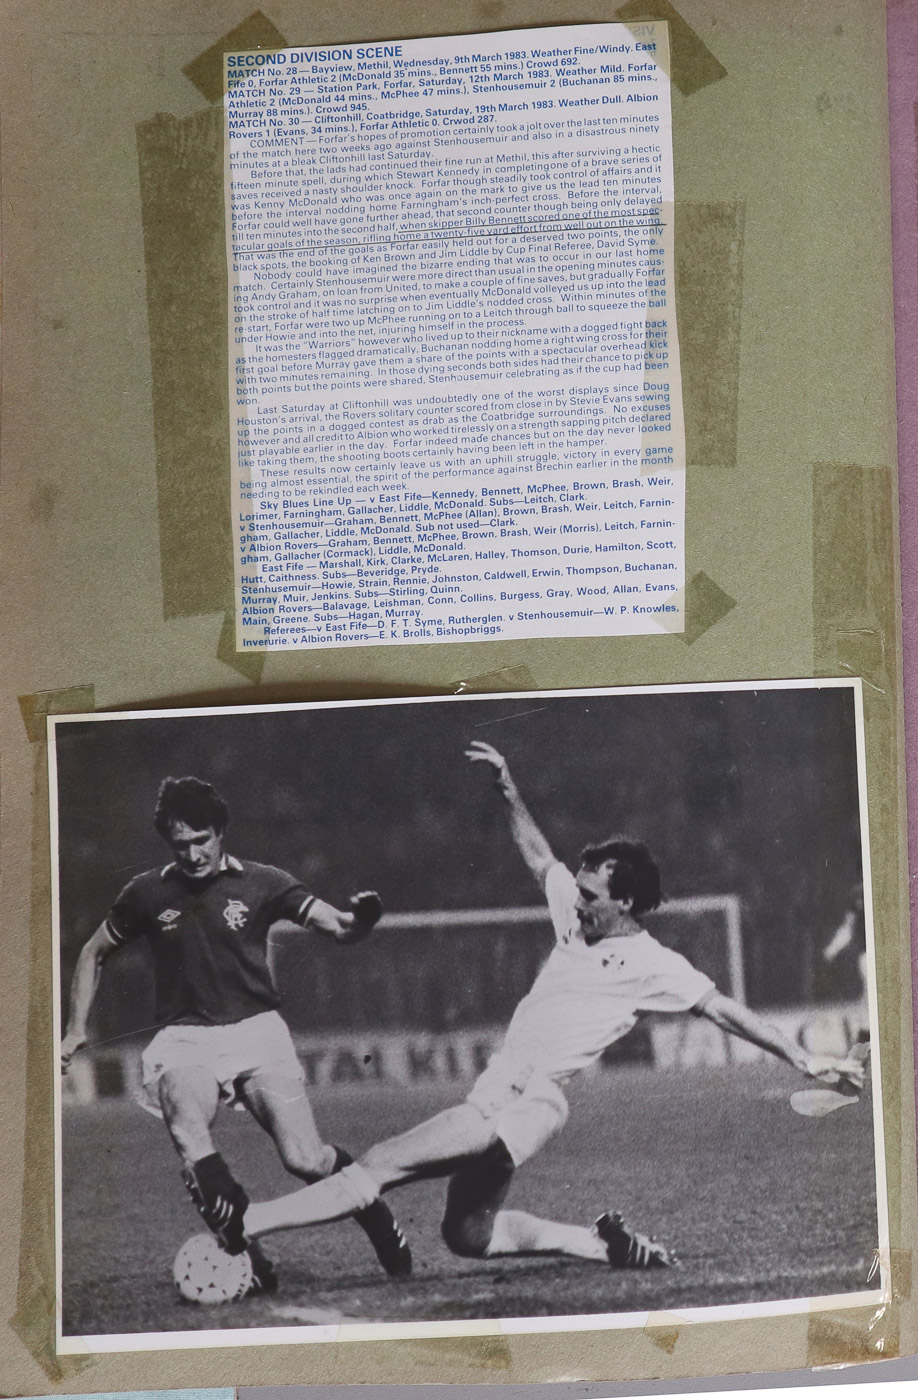 SECOND DIVISION SCENE
MATCH No. 28 — Bayview, Methil, Wednesday, 9th March 1983. Weather Fine/Windy. East
Fife 0, Forfar Athletic 2 (McDonald 35 mins., Bennett 55 mins.) Crowd 692.
MATCH No. 29 — Station Park, Forfar, Saturday, 12th March 1983. Weather Mild. Forfar
Athletic 2 (McDonald 44 mins., McPhee 47 mins.), Stenhousemuir 2 (Buchanan 85 mins.,
Murray 88 mins.). Crowd 945.
MATCH No. 30 — Cliftonhill, Coatbridge, Saturday, 19th March 1983. Weather Dull. Albion
Rovers 1 (Evans, 34 mins.), Forfar Athletic 0. Crwod 287.
COMMENT — Forfar's hopes of promotion certainly took a jolt over the last ten minutes
of the match here two weeks ago against Stenhousemuir and also in a disastrous ninety
minutes at a bleak Cliftonhill last Saturday.
Before that, the lads had continued their fine run at Methil, this after surviving a hectic
fifteen minute spell, during which Stewart Kennedy in completing one of a brave series of
saves received a nasty shoulder knock. Forfar though steadily took control of affairs and it
was Kenny McDonald who was once again on the mark to give us the lead ten minutes
before the interval nodding home Farningham's inch-perfect cross. Before the interval,
Forfar could well have gone further ahead, that second counter though being only delayed
till ten minutes into the second half, when skipper Billy Bennett scored one of the most spec-
tacular goals of the season, rifling home a twenty-five yard effort from well out on the wing.
That was the end of the goals as Forfar easily held out for a deserved two points, the only
black spots, the booking of Ken Brown and Jim Liddle by Cup Final Referee, David Syme.
Nobody could have imagined the bizarre ending that was to occur in our last home
match. Certainly Stenhousemuir were more direct than usual in the opening minutes caus-
ing Andy Graham, on loan from United, to make a couple of fine saves, but gradually Forfar
took control and it was no surprise when eventually McDonald volleyed us up into the lead
on the stroke of half time latching on to Jim Liddle's nodded cross. Within minutes of the
re-start, Forfar were two up McPhee running on to a Leitch through ball to squeeze the ball
under Howie and into the net, injuring himself in the process.
It was the "Warriors" however who lived up to their nickname with a dogged fight back
as the homesters flagged dramatically, Buchanan nodding home a right wing cross for their
first goal before Murray gave them a share of the points with a spectacular overhead kick
with two minutes remaining. In those dying seconds both sides had their chance to pick up
both points but the points were shared, Stenhousemuir celebrating as if the cup had been
won.
Last Saturday at Cliftonhill was undoubtedly one of the worst displays since Doug
Houston's arrival, the Rovers solitary counter scored from close in by Stevie Evans sewing
up the points in a dogged contest as drab as the Coatbridge surroundings. No excuses
however and all credit to Albion who worked tirelessly on a strength sapping pitch declared
just playable earlier in the day. Forfar indeed made chances but on the day never looked
like taking them, the shooting boots certainly having been left in the hamper.
These results now certainly leave us with an uphill struggle, victory in every game
being almost essential, the spirit of the performance against Brechin earlier in the month
needing to be rekindled each week.
Sky Blues Line Up — v East Fife—Kennedy, Bennett, McPhee, Brown, Brash, Weir,
Lorimer, Farningham, Gallacher, Liddle, McDonald. Subs—Leitch, Clark.
v Stenhousemuir—Graham, Bennett, McPhee (Allan), Brown, Brash, Weir, Leitch, Farnin-
gham, Gallacher, Liddle, McDonald. Sub not used—Clark.
v Albion Rovers—Graham, Bennett, McPhee, Brown, Brash, Weir (Morris), Leitch, Farnin-
gham, Gallacher (Cormack), Liddle, McDonald.
East Fife — Marshall, Kirk, Clarke, McLaren, Halley, Thomson, Durie, Hamilton, Scott,
Hutt, Caithness. Subs—Beveridge, Pryde.
Stenhusemuir—Howie, Strain, Rennie, Johnston, Caldwell, Erwin, Thompson, Buchanan,
Murray, Muir, Jenkins. Subs—Stirling, Quinn.
Albion Rovers—Balavage, Leishman, Conn, Collins, Burgess, Gray, Wood, Allan, Evans,
Main, Greene. Subs—Hagan, Murray.
Referees—v East Fife—D. F. T. Syme, Rutherglen. v Stenhousemuir—W. P. Knowles,
Inverurie. v Albion Rovers—E. K. Brolls, Bishopbriggs.